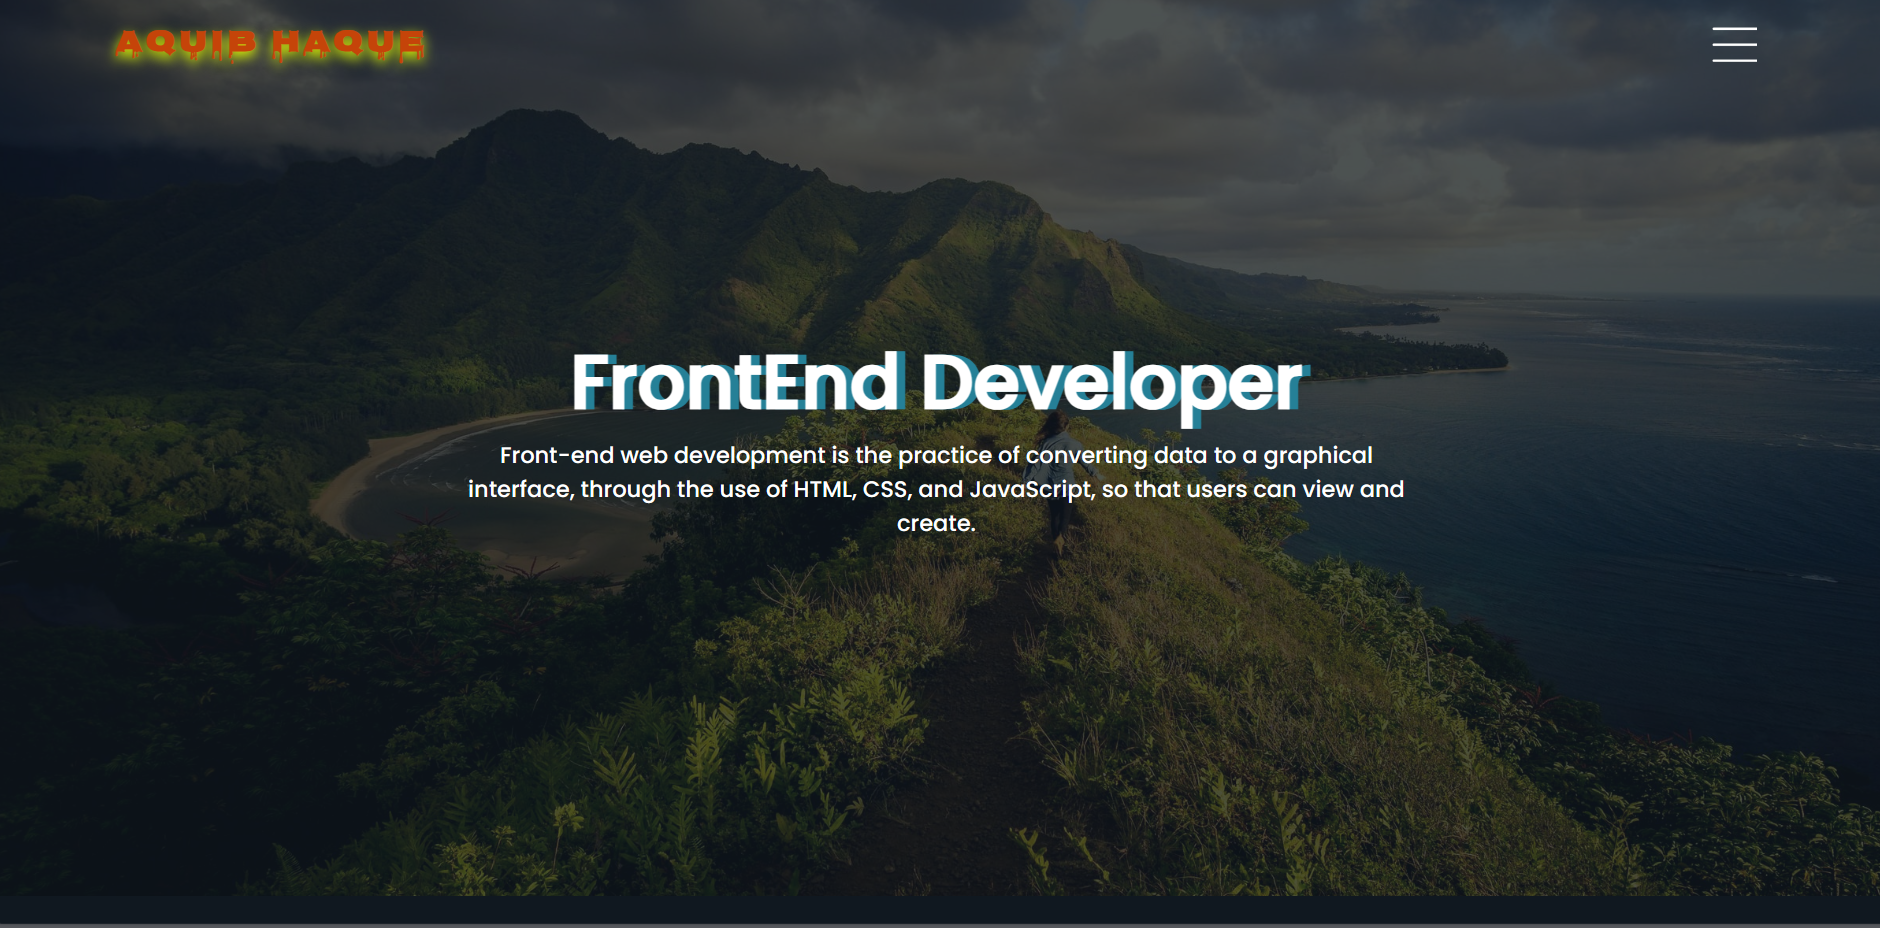 AQUIB HAQUE
FrontEnd Developer
Front-end web development is the practice of converting data to a graphical
interface, through the use of HTML, CSS, and JavaScript, so that users can view and
create.